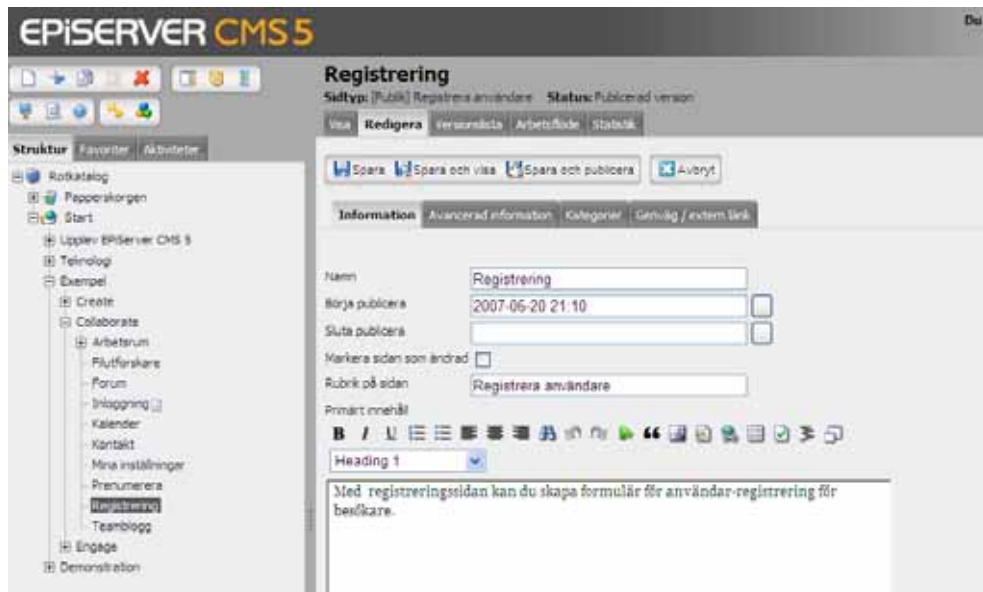 EPiSERVER CMS 5
Du
Struktur Favoriter Aktiviteter
Rotkatalog
Papperskorgen
Start
Upplev EPiServer CMS 5
Teknologi
Exempel
Create
Collaborate
Arbetsrum
Filutforskare
Forum
Inloggning
Kalender
Kontakt
Mina inställningar
Prenumerera
Registrering
Teamblogg
Engage
Demonstration
Registrering
Sidtyp: [Publik] Registrera användare Status: Publicerad version
Visa Redigera Versionslista Arbetsflöde Statistik
Spara Spara och visa Spara och publicera Avbryt
Information Avancerad information Kategorier Genväg / extern länk
Namn Registrering
Börja publicera 2007-06-20 21:10
Sluta publicera
Markera sidan som ändrad
Rubrik på sidan Registrera användare
Primärt innehåll
B I U
Heading 1
Med registreringssidan kan du skapa formulär för användar-registrering för
besökare.